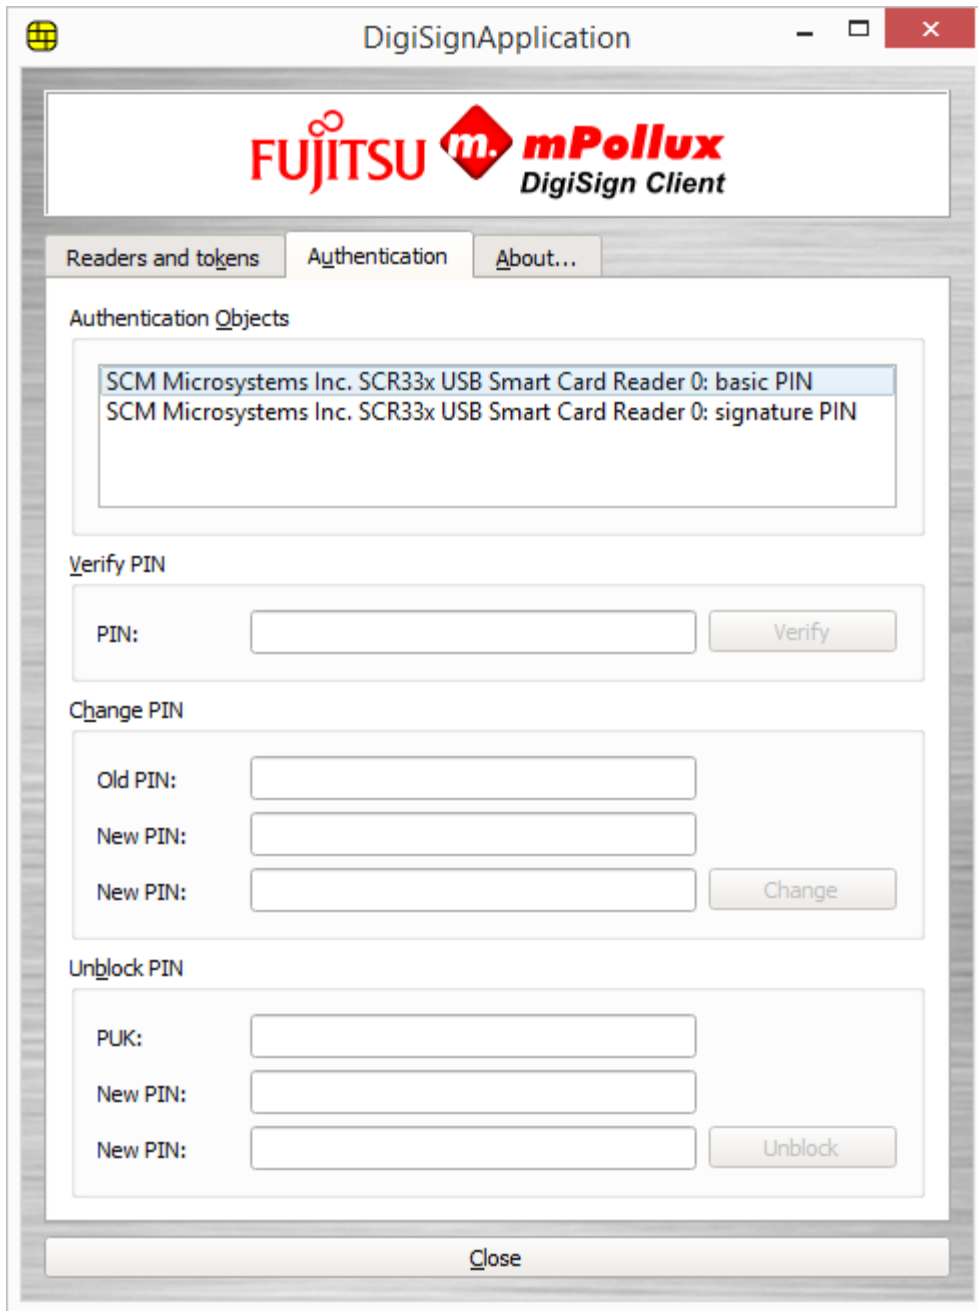 DigiSignApplication
FUJITSU m. mPollux
DigiSign Client
Readers and tokens Authentication About...
Authentication Objects
SCM Microsystems Inc. SCR33x USB Smart Card Reader 0: basic PIN
SCM Microsystems Inc. SCR33x USB Smart Card Reader 0: signature PIN
Verify PIN
PIN: Verify
Change PIN
Old PIN:
New PIN:
New PIN: Change
Unblock PIN
PUK:
New PIN:
New PIN: Unblock
Close